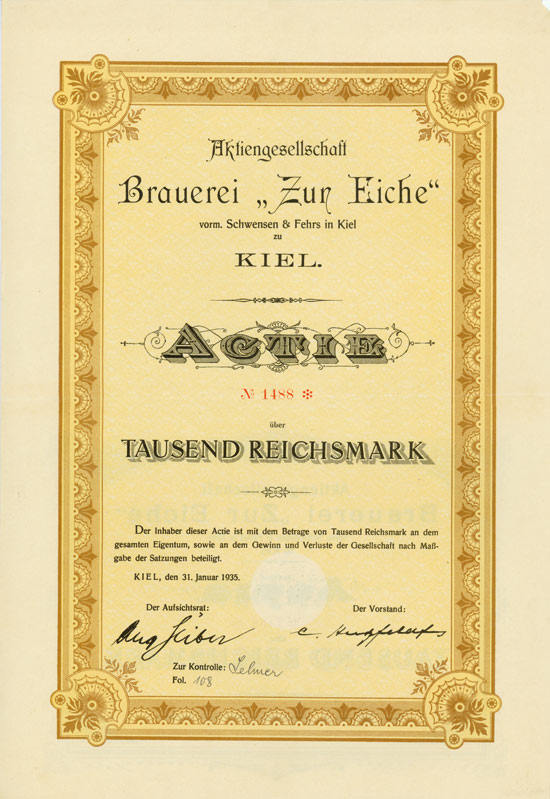 Aktiengesellschaft
Brauerei „Zur Eiche“
vorm. Schwensen & Fehrs in Kiel
zu
KIEL.
ACTIE
№ 1488 *
über
TAUSEND REICHSMARK
Der Inhaber dieser Actie ist mit dem Betrage von Tausend Reichsmark an dem
gesamten Eigentum, sowie an dem Gewinn und Verluste der Gesellschaft nach Maß-
gabe der Satzungen beteiligt.
KIEL, den 31. Januar 1935.
Der Aufsichtsrat: Der Vorstand:
Zur Kontrolle:
Fol. 108